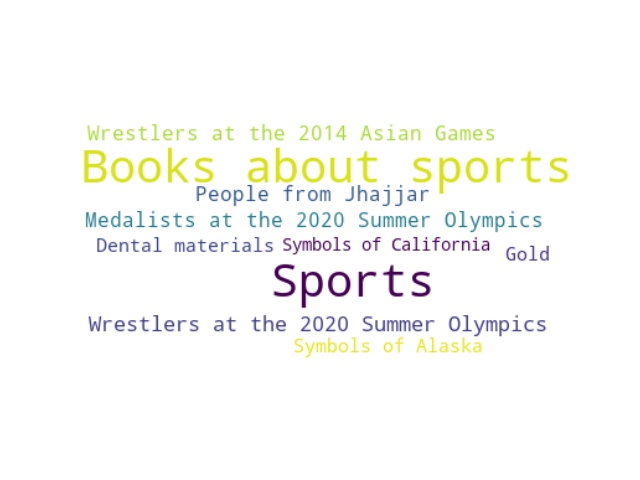 Wrestlers at the 2014 Asian Games
Books about sports
People from Jhajjar
Medalists at the 2020 Summer Olympics
Dental materials
Symbols of California
Gold
Sports
Wrestlers at the 2020 Summer Olympics
Symbols of Alaska